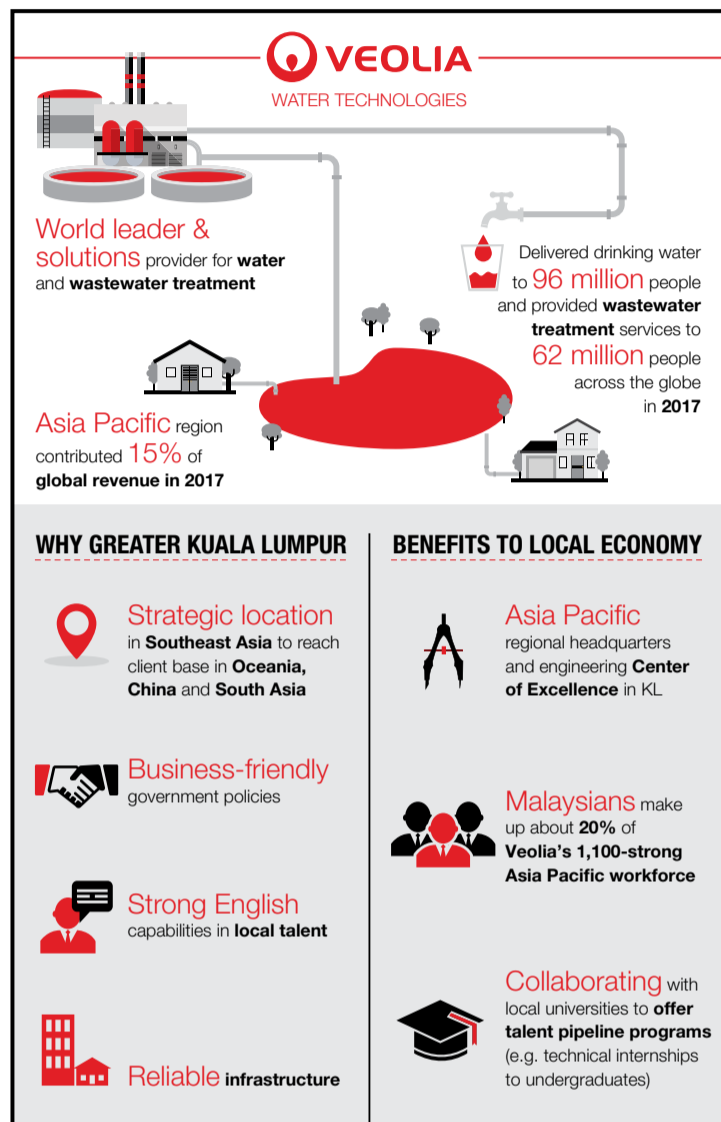 VEOLIA
WATER TECHNOLOGIES
World leader &
solutions provider for water
and wastewater treatment
Delivered drinking water
to 96 million people
and provided wastewater
treatment services to
62 million people
across the globe
in 2017
Asia Pacific region
contributed 15% of
global revenue in 2017
WHY GREATER KUALA LUMPUR
Strategic location
in Southeast Asia to reach
client base in Oceania,
China and South Asia
Business-friendly
government policies
Strong English
capabilities in local talent
Reliable infrastructure
BENEFITS TO LOCAL ECONOMY
Asia Pacific
regional headquarters
and engineering Center
of Excellence in KL
Malaysians make
up about 20% of
Veolia's 1,100-strong
Asia Pacific workforce
Collaborating with
local universities to offer
talent pipeline programs
(e.g. technical internships
to undergraduates)